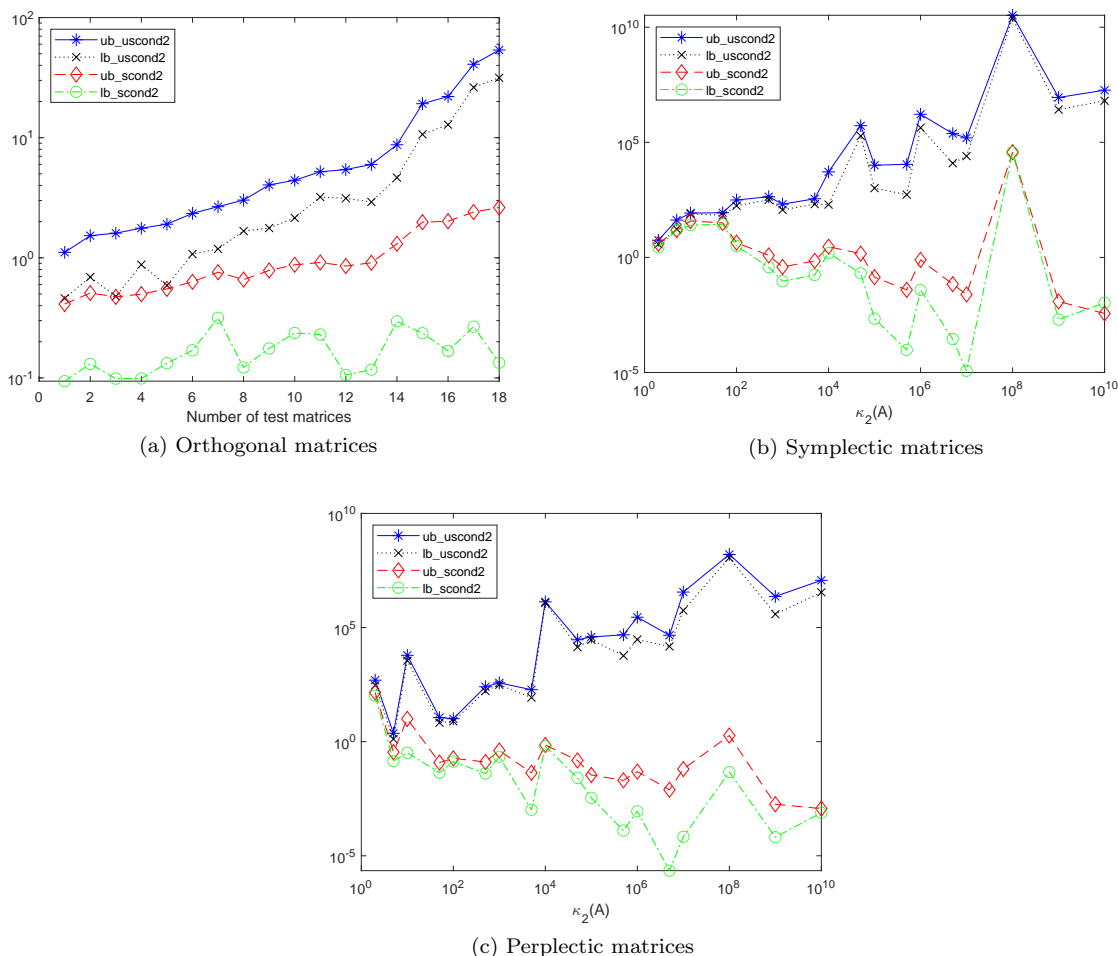 10^2
10^1
10^0
10^-1
ub_uscond2
lb_uscond2
ub_scond2
lb_scond2
0 2 4 6 8 10 12 14 16 18
Number of test matrices
(a) Orthogonal matrices
10^10
10^5
10^0
10^-5
ub_uscond2
lb_uscond2
ub_scond2
lb_scond2
10^0 10^2 10^4 10^6 10^8 10^10
κ_2(A)
(b) Symplectic matrices
10^10
10^5
10^0
10^-5
ub_uscond2
lb_uscond2
ub_scond2
lb_scond2
10^0 10^2 10^4 10^6 10^8 10^10
κ_2(A)
(c) Perplectic matrices